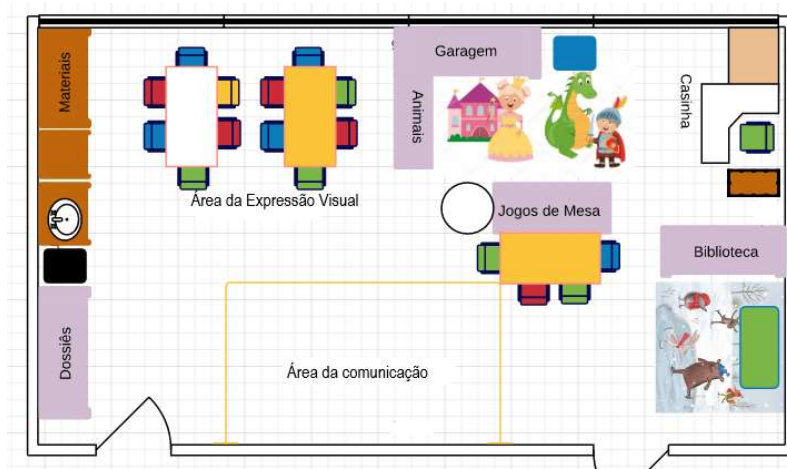 Materiais
Garagem
Animais
Casinha
Área da Expressão Visual
Jogos de Mesa
Biblioteca
Dossiês
Área da comunicação